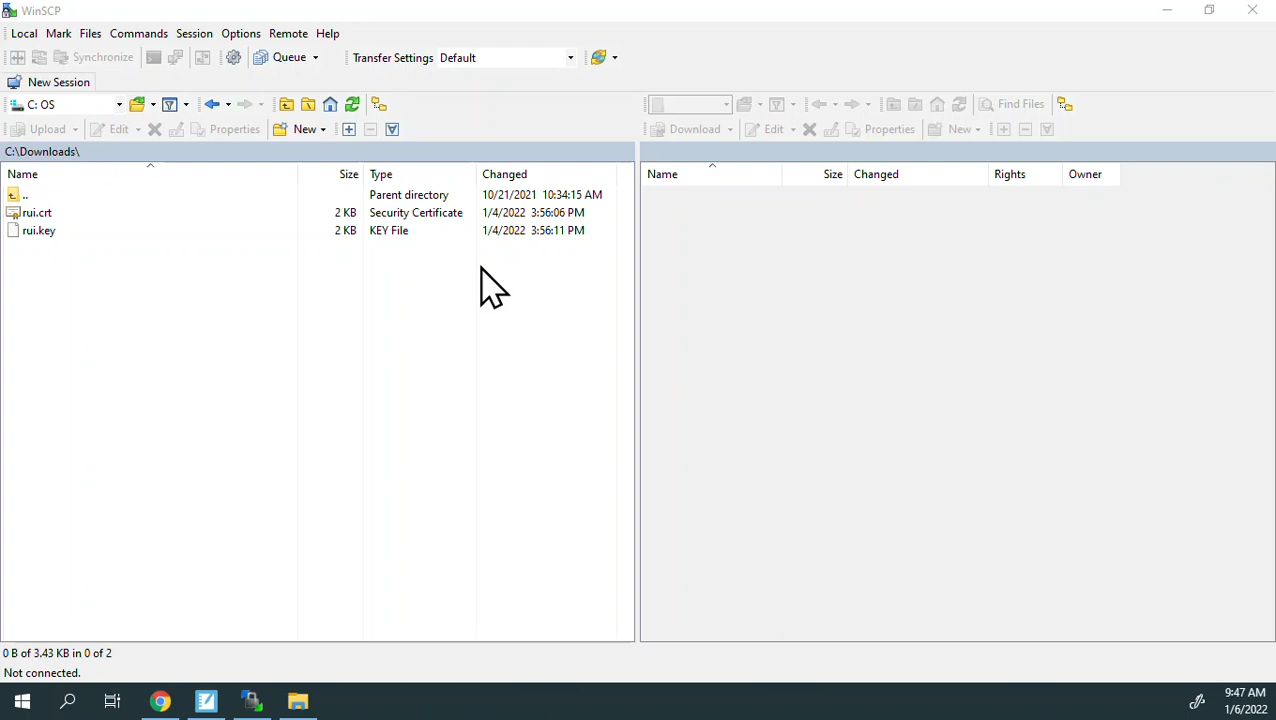 WinSCP
Local Mark Files Commands Session Options Remote Help
Synchronize Queue Transfer Settings Default
New Session
C: OS Find Files
Upload Edit Properties New Download Edit Properties New
C:\Downloads\
Name Size Type Changed Name Size Changed Rights Owner
.. Parent directory 10/21/2021 10:34:15 AM
rui.crt 2 KB Security Certificate 1/4/2022 3:56:06 PM
rui.key 2 KB KEY File 1/4/2022 3:56:11 PM
0 B of 3.43 KB in 0 of 2
Not connected.
9:47 AM
1/6/2022